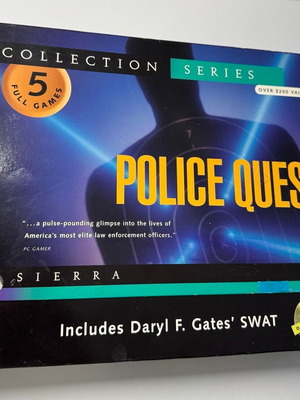 COLLECTION SERIES
5
FULL GAMES
OVER $200 VAL
POLICE QUES
"...a pulse-pounding glimpse into the lives of
America's most elite law enforcement officers."
PC GAMER
SIERRA
Includes Daryl F. Gates' SWAT